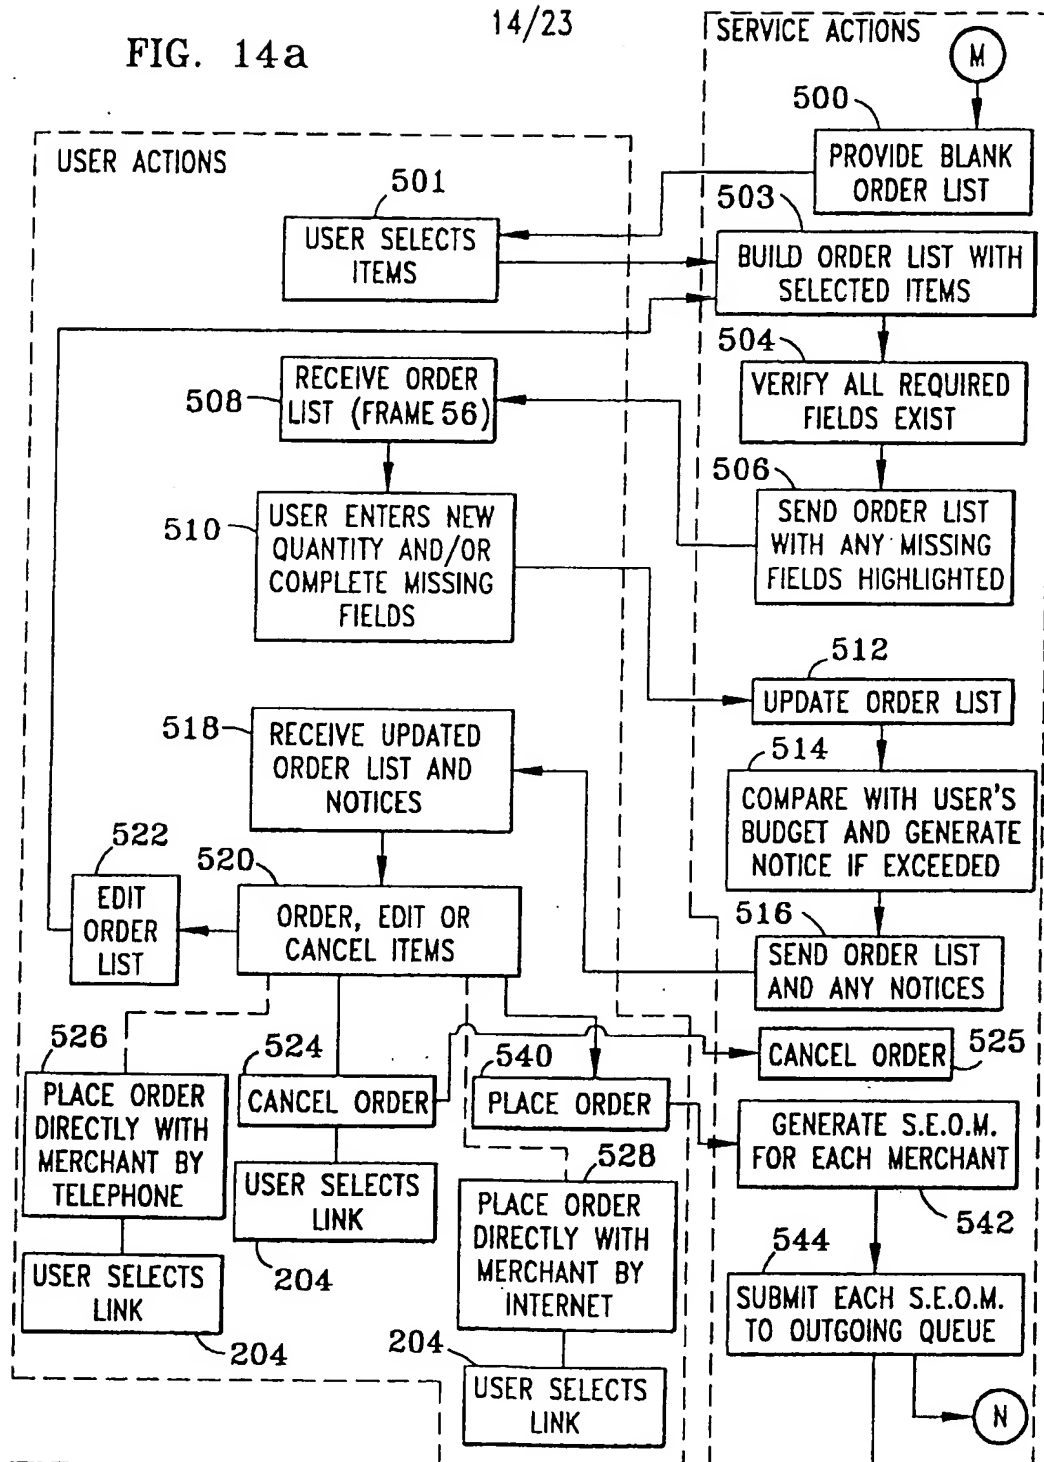 14/23
FIG. 14a
SERVICE ACTIONS
M
500
PROVIDE BLANK
ORDER LIST
USER ACTIONS
501
USER SELECTS
ITEMS
503
BUILD ORDER LIST WITH
SELECTED ITEMS
504
VERIFY ALL REQUIRED
FIELDS EXIST
506
SEND ORDER LIST
WITH ANY MISSING
FIELDS HIGHLIGHTED
508
RECEIVE ORDER
LIST (FRAME 56)
510
USER ENTERS NEW
QUANTITY AND/OR
COMPLETE MISSING
FIELDS
512
UPDATE ORDER LIST
514
COMPARE WITH USER'S
BUDGET AND GENERATE
NOTICE IF EXCEEDED
516
SEND ORDER LIST
AND ANY NOTICES
518
RECEIVE UPDATED
ORDER LIST AND
NOTICES
520
ORDER, EDIT OR
CANCEL ITEMS
522
EDIT
ORDER
LIST
526
PLACE ORDER
DIRECTLY WITH
MERCHANT BY
TELEPHONE
USER SELECTS
LINK
204
524
CANCEL ORDER
USER SELECTS
LINK
204
540
PLACE ORDER
528
PLACE ORDER
DIRECTLY WITH
MERCHANT BY
INTERNET
204
USER SELECTS
LINK
CANCEL ORDER
525
GENERATE S.E.O.M.
FOR EACH MERCHANT
542
544
SUBMIT EACH S.E.O.M.
TO OUTGOING QUEUE
N